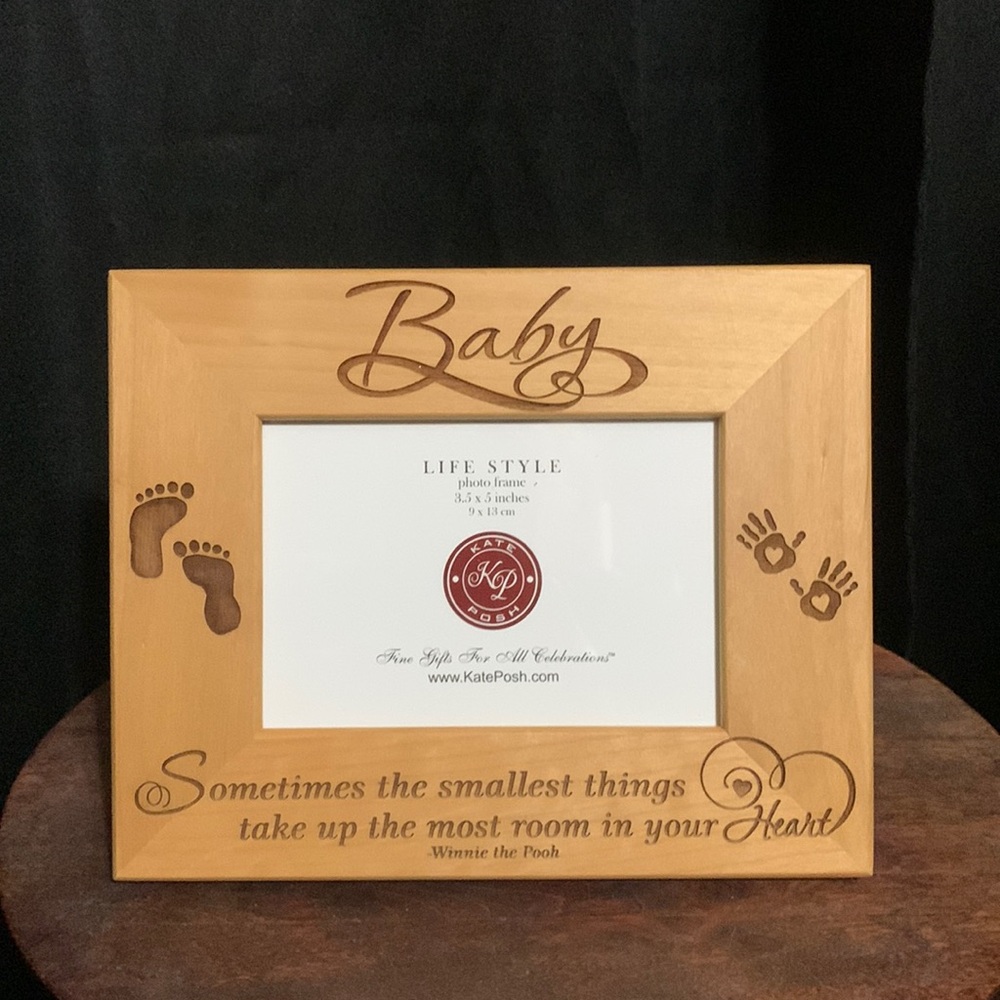 Baby
LIFE STYLE
photo frame
3.5 x 5 inches
9 x 13 cm
KATE
KP
POSH
Fine Gifts For All Celebrations™
www.KatePosh.com
Sometimes the smallest things
take up the most room in your Heart
-Winnie the Pooh